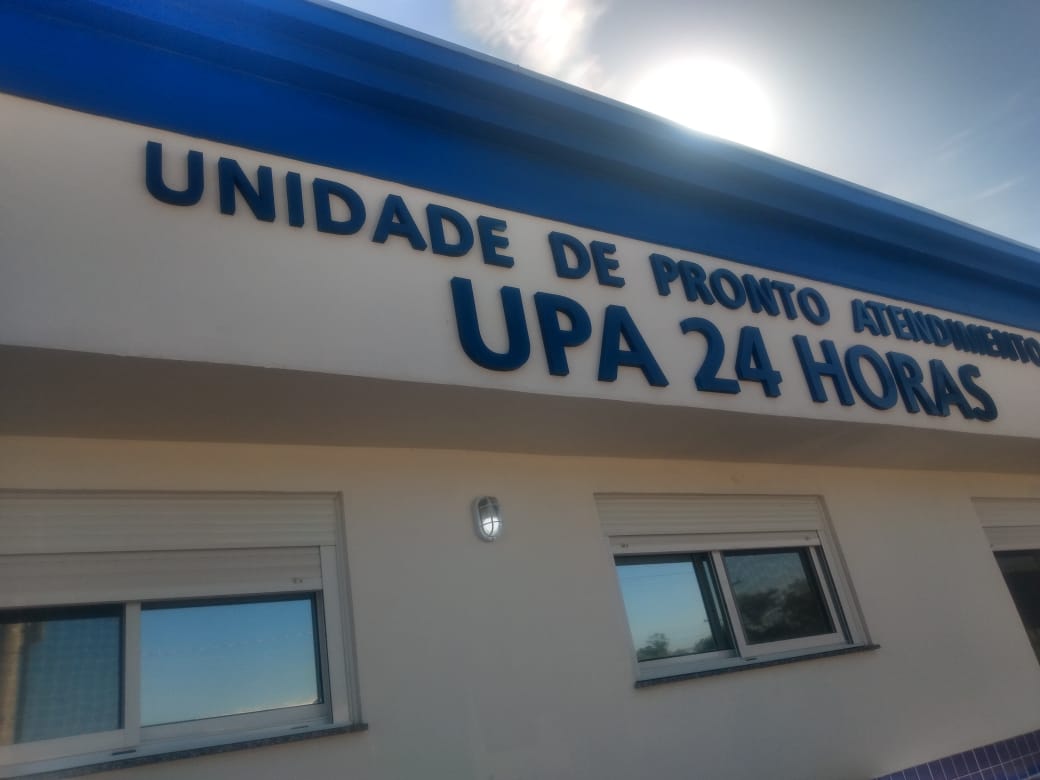 UNIDADE DE PRONTO ATENDIMENTO
UPA 24 HORAS